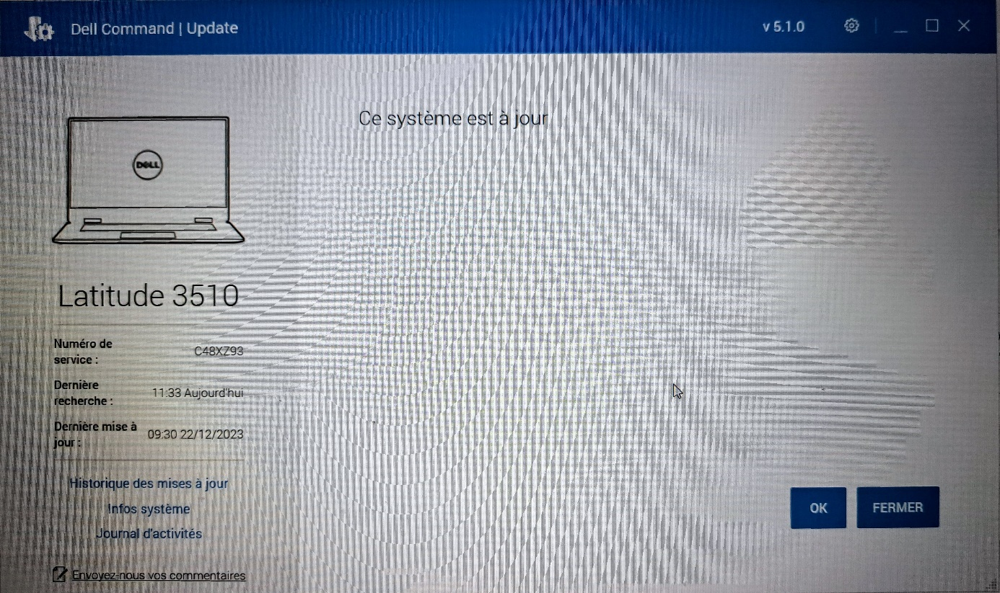 Dell Command | Update
v 5.1.0
Ce système est à jour
DELL
Latitude 3510
Numéro de
service :
C48XZ93
Dernière
recherche :
11:33 Aujourd'hui
Dernière mise à
jour :
09:30 22/12/2023
Historique des mises à jour
Infos système
Journal d'activités
OK
FERMER
Envoyez-nous vos commentaires